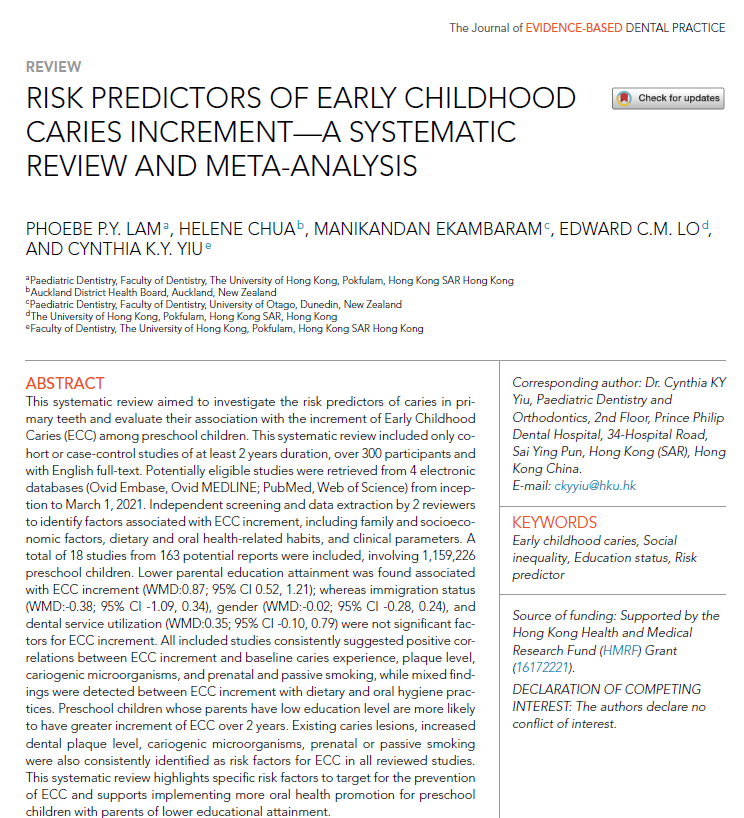 The Journal of EVIDENCE-BASED DENTAL PRACTICE
REVIEW
RISK PREDICTORS OF EARLY CHILDHOOD
CARIES INCREMENT—A SYSTEMATIC
REVIEW AND META-ANALYSIS
Check for updates
PHOEBE P.Y. LAM a, HELENE CHUA b, MANIKANDAN EKAMBARAM c, EDWARD C.M. LO d,
AND CYNTHIA K.Y. YIU e
a Paediatric Dentistry, Faculty of Dentistry, The University of Hong Kong, Pokfulam, Hong Kong SAR Hong Kong
b Auckland District Health Board, Auckland, New Zealand
c Paediatric Dentistry, Faculty of Dentistry, University of Otago, Dunedin, New Zealand
d The University of Hong Kong, Pokfulam, Hong Kong SAR, Hong Kong
e Faculty of Dentistry, The University of Hong Kong, Pokfulam, Hong Kong SAR Hong Kong
ABSTRACT
This systematic review aimed to investigate the risk predictors of caries in pri-
mary teeth and evaluate their association with the increment of Early Childhood
Caries (ECC) among preschool children. This systematic review included only co-
hort or case-control studies of at least 2 years duration, over 300 participants and
with English full-text. Potentially eligible studies were retrieved from 4 electronic
databases (Ovid Embase, Ovid MEDLINE; PubMed, Web of Science) from incep-
tion to March 1, 2021. Independent screening and data extraction by 2 reviewers
to identify factors associated with ECC increment, including family and socioeco-
nomic factors, dietary and oral health-related habits, and clinical parameters. A
total of 18 studies from 163 potential reports were included, involving 1,159,226
preschool children. Lower parental education attainment was found associated
with ECC increment (WMD:0.87; 95% CI 0.52, 1.21); whereas immigration status
(WMD:-0.38; 95% CI -1.09, 0.34), gender (WMD:-0.02; 95% CI -0.28, 0.24), and
dental service utilization (WMD:0.35; 95% CI -0.10, 0.79) were not significant fac-
tors for ECC increment. All included studies consistently suggested positive cor-
relations between ECC increment and baseline caries experience, plaque level,
cariogenic microorganisms, and prenatal and passive smoking, while mixed find-
ings were detected between ECC increment with dietary and oral hygiene prac-
tices. Preschool children whose parents have low education level are more likely
to have greater increment of ECC over 2 years. Existing caries lesions, increased
dental plaque level, cariogenic microorganisms, prenatal or passive smoking
were also consistently identified as risk factors for ECC in all reviewed studies.
This systematic review highlights specific risk factors to target for the prevention
of ECC and supports implementing more oral health promotion for preschool
children with parents of lower educational attainment.
Corresponding author: Dr. Cynthia KY
Yiu, Paediatric Dentistry and
Orthodontics, 2nd Floor, Prince Philip
Dental Hospital, 34-Hospital Road,
Sai Ying Pun, Hong Kong (SAR), Hong
Kong China.
E-mail: ckyyiu@hku.hk
KEYWORDS
Early childhood caries, Social
inequality, Education status, Risk
predictor
Source of funding: Supported by the
Hong Kong Health and Medical
Research Fund (HMRF) Grant
(16172221).
DECLARATION OF COMPETING
INTEREST: The authors declare no
conflict of interest.